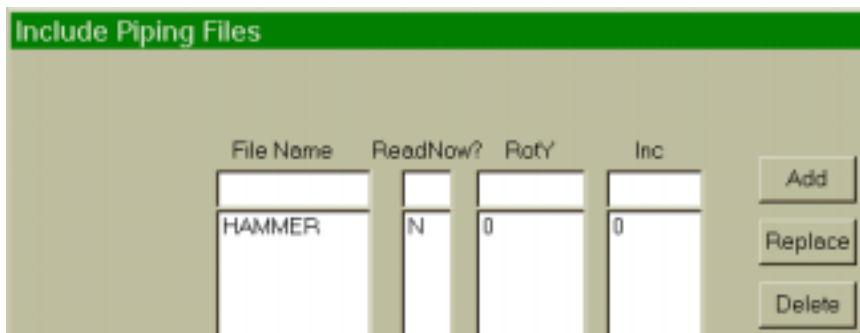 Include Piping Files
File Name ReadNow? RotY Inc
Add
HAMMER N 0 0
Replace
Delete